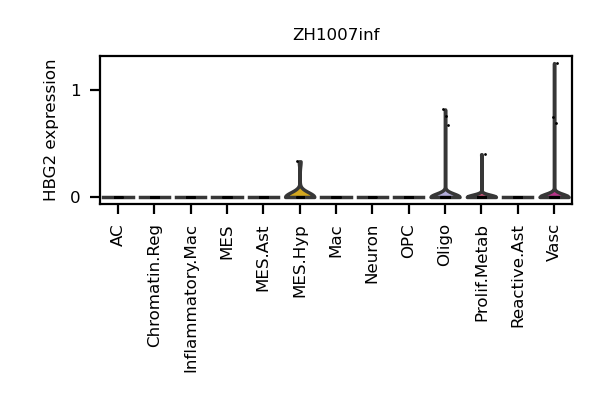 ZH1007inf
HBG2 expression
1
0
AC
Chromatin.Reg
Inflammatory.Mac
MES
MES.Ast
MES.Hyp
Mac
Neuron
OPC
Oligo
Prolif.Metab
Reactive.Ast
Vasc